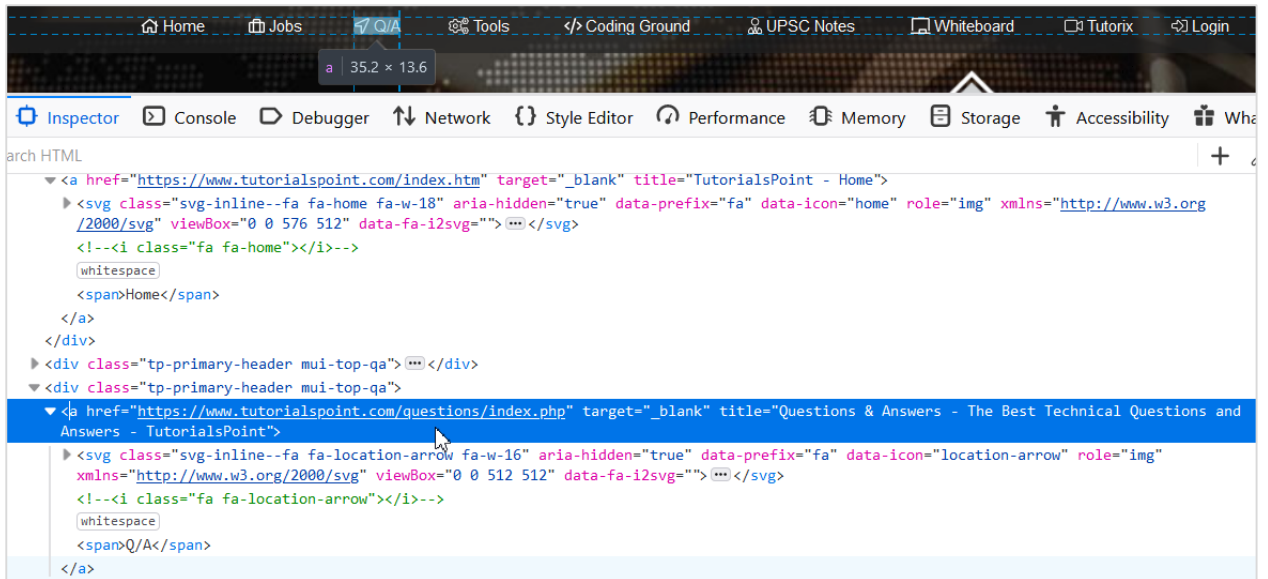 Home Jobs Q/A Tools </> Coding Ground UPSC Notes Whiteboard Tutorix Login
a 35.2 × 13.6
Inspector Console Debugger Network {} Style Editor Performance Memory Storage Accessibility Wha
arch HTML +
<a href="https://www.tutorialspoint.com/index.htm" target="_blank" title="TutorialsPoint - Home">
<svg class="svg-inline--fa fa-home fa-w-18" aria-hidden="true" data-prefix="fa" data-icon="home" role="img" xmlns="http://www.w3.org
/2000/svg" viewBox="0 0 576 512" data-fa-i2svg="">···</svg>
<!--<i class="fa fa-home"></i>-->
whitespace
<span>Home</span>
</a>
</div>
<div class="tp-primary-header mui-top-qa">···</div>
<div class="tp-primary-header mui-top-qa">
<a href="https://www.tutorialspoint.com/questions/index.php" target="_blank" title="Questions & Answers - The Best Technical Questions and
Answers - TutorialsPoint">
<svg class="svg-inline--fa fa-location-arrow fa-w-16" aria-hidden="true" data-prefix="fa" data-icon="location-arrow" role="img"
xmlns="http://www.w3.org/2000/svg" viewBox="0 0 512 512" data-fa-i2svg="">···</svg>
<!--<i class="fa fa-location-arrow"></i>-->
whitespace
<span>Q/A</span>
</a>